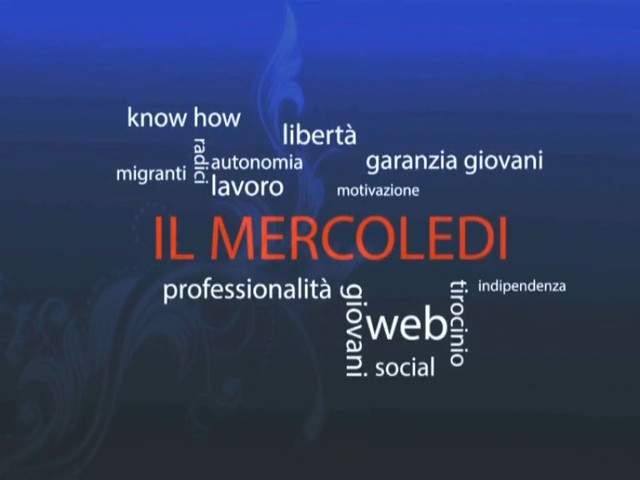 know how
libertà
radici
autonomia
garanzia giovani
migranti
lavoro
motivazione
IL MERCOLEDI
professionalità
giovani
tirocinio
indipendenza
web
. social